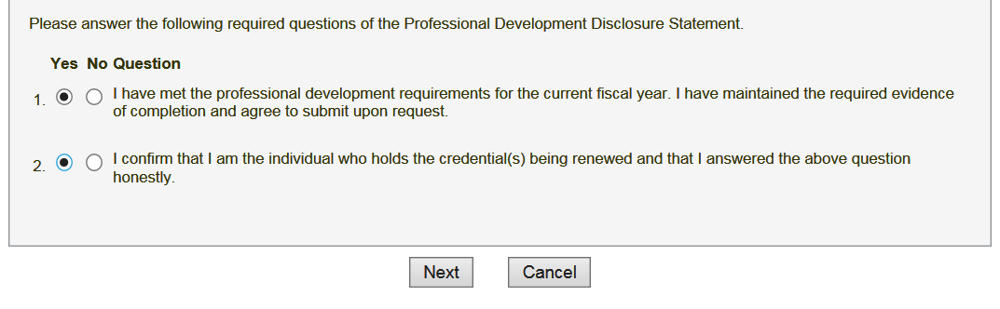 Please answer the following required questions of the Professional Development Disclosure Statement.
Yes No Question
1. I have met the professional development requirements for the current fiscal year. I have maintained the required evidence
of completion and agree to submit upon request.
2. I confirm that I am the individual who holds the credential(s) being renewed and that I answered the above question
honestly.
Next Cancel